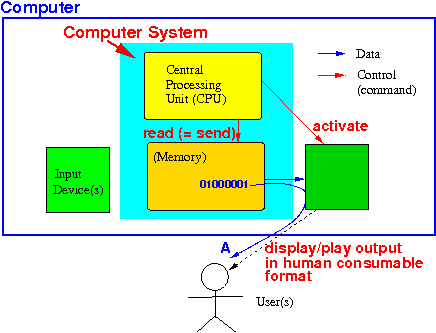 Computer
Computer System
Data
Control
(command)
Central
Processing
Unit (CPU)
read (= send)
activate
(Memory)
01000001
Input
Device(s)
A
display/play output
in human consumable
format
User(s)